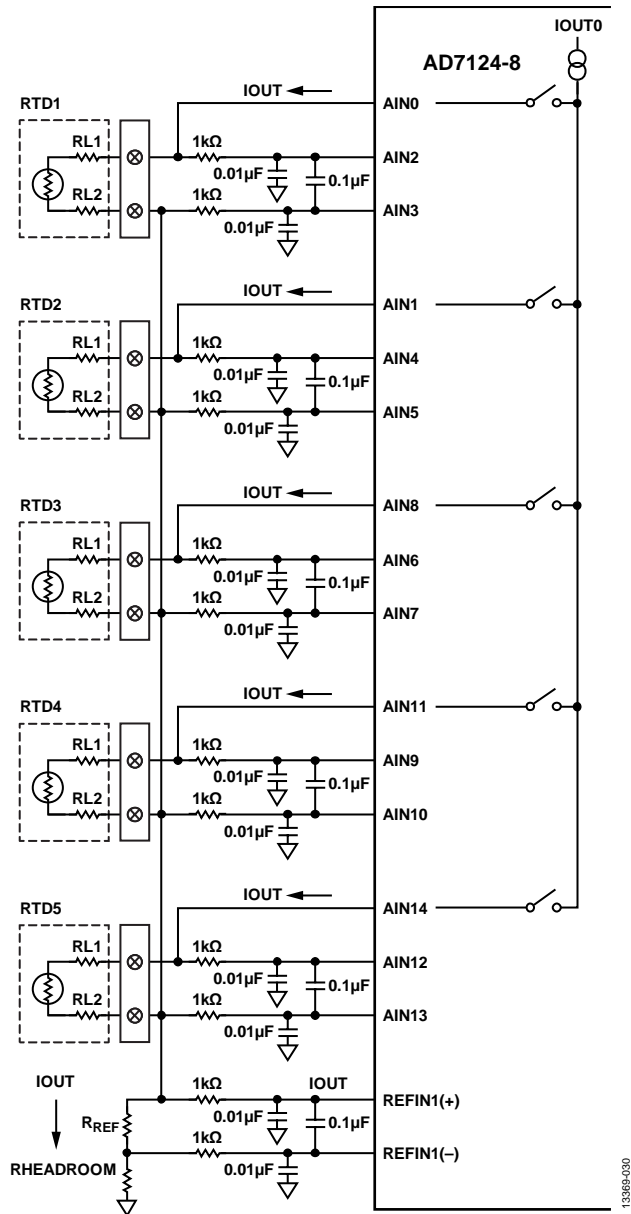 IOUT0
AD7124-8
RTD1
IOUT
AIN0
RL1
1kΩ
AIN2
0.01µF
0.1µF
RL2
1kΩ
AIN3
0.01µF
RTD2
IOUT
AIN1
RL1
1kΩ
AIN4
0.01µF
0.1µF
RL2
1kΩ
AIN5
0.01µF
RTD3
IOUT
AIN8
RL1
1kΩ
AIN6
0.01µF
0.1µF
RL2
1kΩ
AIN7
0.01µF
RTD4
IOUT
AIN11
RL1
1kΩ
AIN9
0.01µF
0.1µF
RL2
1kΩ
AIN10
0.01µF
RTD5
IOUT
AIN14
RL1
1kΩ
AIN12
0.01µF
0.1µF
RL2
1kΩ
AIN13
0.01µF
IOUT
1kΩ
IOUT
REFIN1(+)
RREF
0.01µF
0.1µF
1kΩ
REFIN1(–)
RHEADROOM
0.01µF
13369-030